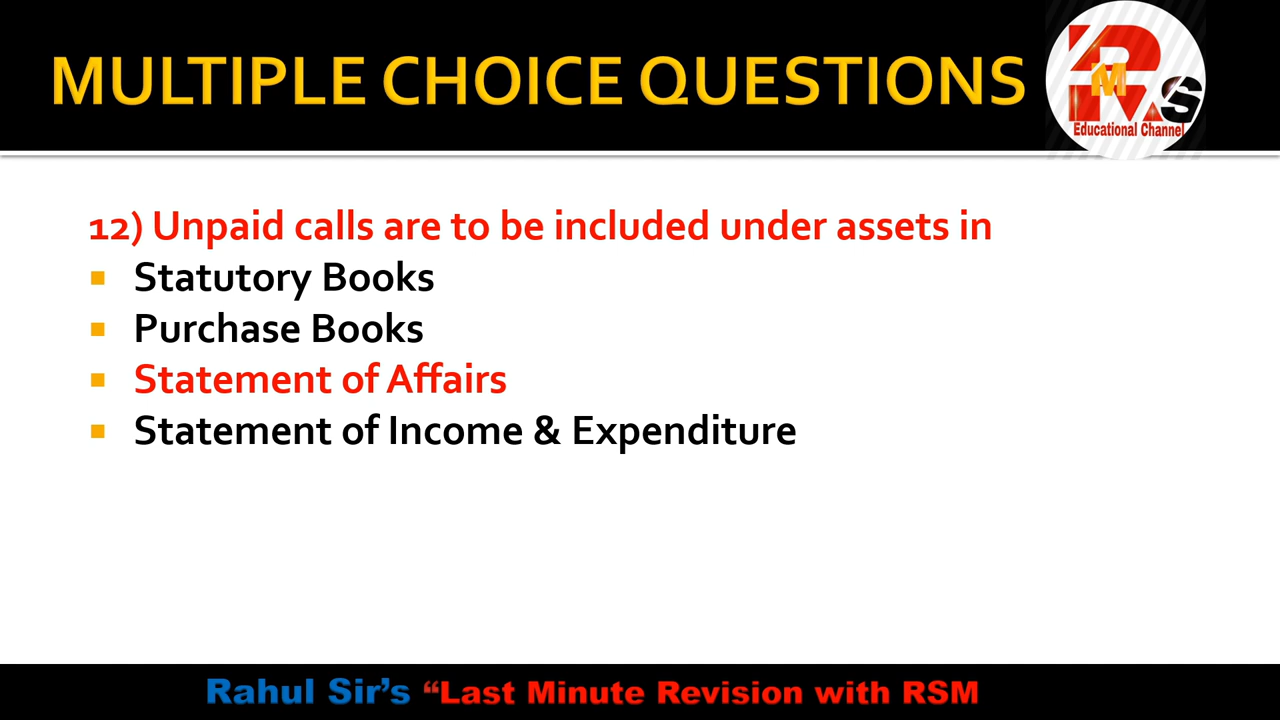 MULTIPLE CHOICE QUESTIONS
RMS
Educational Channel
12) Unpaid calls are to be included under assets in
Statutory Books
Purchase Books
Statement of Affairs
Statement of Income & Expenditure
Rahul Sir’s “Last Minute Revision with RSM